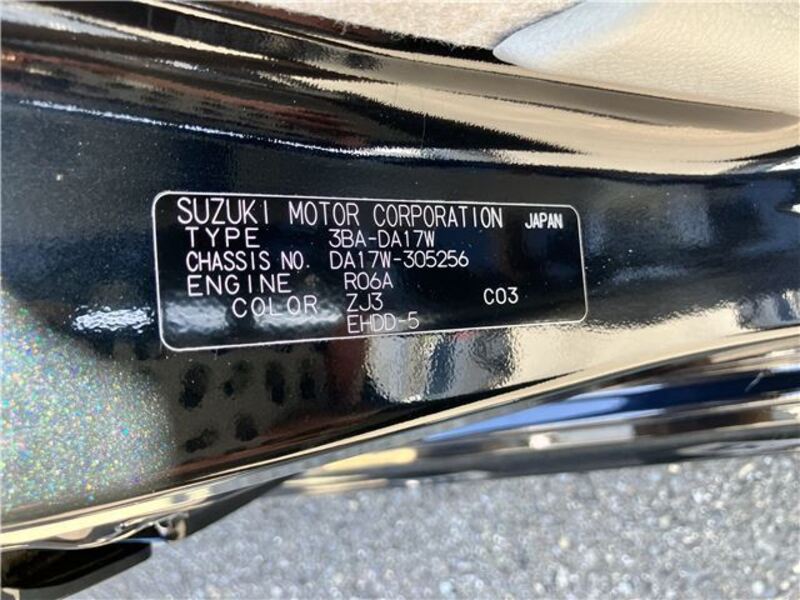 SUZUKI MOTOR CORPORATION JAPAN
TYPE 3BA-DA17W
CHASSIS NO. DA17W-305256
ENGINE R06A
COLOR ZJ3 C03
EHDD-5